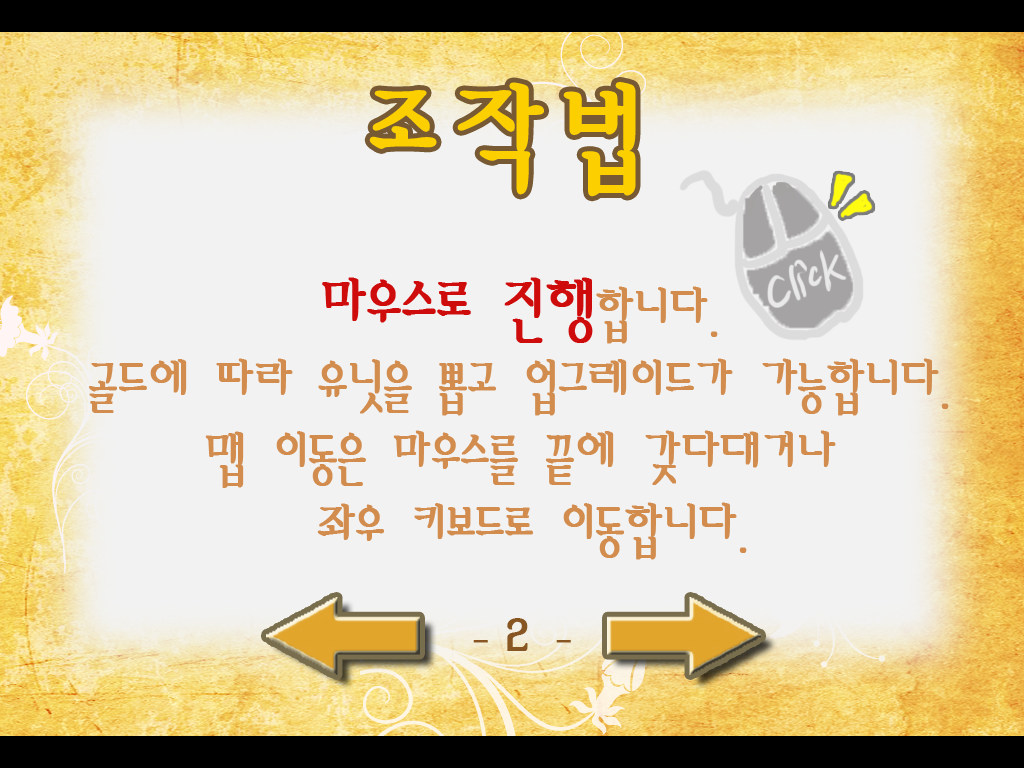 조작법
Click
마우스로 진행합니다.
골드에 따라 유닛을 뽑고 업그레이드가 가능합니다.
맵 이동은 마우스를 끝에 갖다대거나
좌우 키보드로 이동합니다.
- 2 -